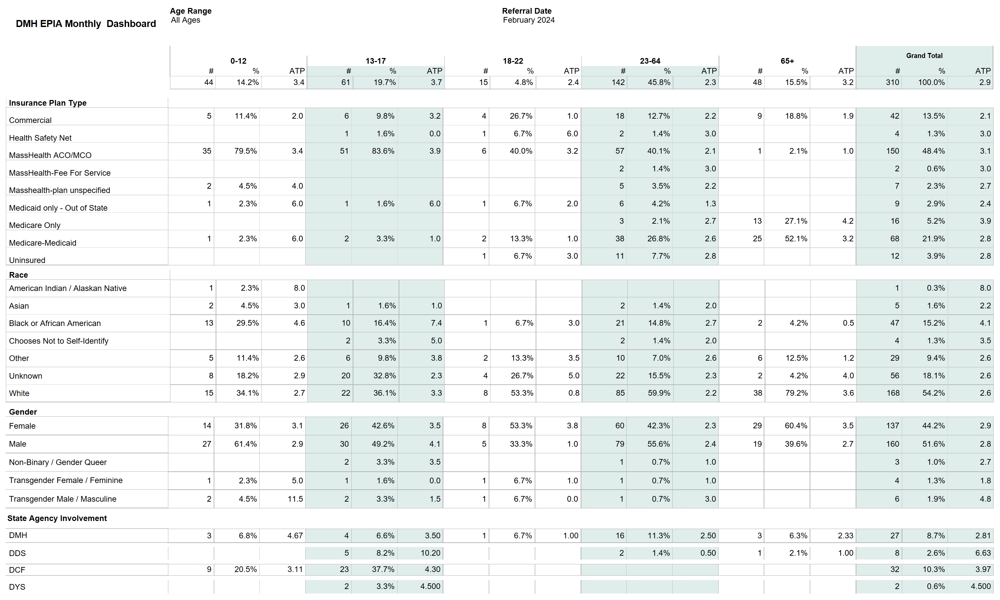 Age Range
Referral Date
All Ages
February 2024
DMH EPIA Monthly  Dashboard
Grand Total
0-12 13-17 18-22 23-64 65+
# % ATP # % ATP # % ATP # % ATP # % ATP # % ATP
44 14.2% 3.4 61 19.7% 3.7 15 4.8% 2.4 142 45.8% 2.3 48 15.5% 3.2 310 100.0% 2.9
Insurance Plan Type
Commercial 5 11.4% 2.0 6 9.8% 3.2 4 26.7% 1.0 18 12.7% 2.2 9 18.8% 1.9 42 13.5% 2.1
Health Safety Net 1 1.6% 0.0 1 6.7% 6.0 2 1.4% 3.0 4 1.3% 3.0
MassHealth ACO/MCO 35 79.5% 3.4 51 83.6% 3.9 6 40.0% 3.2 57 40.1% 2.1 1 2.1% 1.0 150 48.4% 3.1
MassHealth-Fee For Service 2 1.4% 3.0 2 0.6% 3.0
Masshealth-plan unspecified 2 4.5% 4.0 5 3.5% 2.2 7 2.3% 2.7
Medicaid only - Out of State 1 2.3% 6.0 1 1.6% 6.0 1 6.7% 2.0 6 4.2% 1.3 9 2.9% 2.4
Medicare Only 3 2.1% 2.7 13 27.1% 4.2 16 5.2% 3.9
Medicare-Medicaid 1 2.3% 6.0 2 3.3% 1.0 2 13.3% 1.0 38 26.8% 2.6 25 52.1% 3.2 68 21.9% 2.8
Uninsured 1 6.7% 3.0 11 7.7% 2.8 12 3.9% 2.8
Race
American Indian / Alaskan Native 1 2.3% 8.0 1 0.3% 8.0
Asian 2 4.5% 3.0 1 1.6% 1.0 2 1.4% 2.0 5 1.6% 2.2
Black or African American 13 29.5% 4.6 10 16.4% 7.4 1 6.7% 3.0 21 14.8% 2.7 2 4.2% 0.5 47 15.2% 4.1
Chooses Not to Self-Identify 2 3.3% 5.0 2 1.4% 2.0 4 1.3% 3.5
Other 5 11.4% 2.6 6 9.8% 3.8 2 13.3% 3.5 10 7.0% 2.6 6 12.5% 1.2 29 9.4% 2.6
Unknown 8 18.2% 2.9 20 32.8% 2.3 4 26.7% 5.0 22 15.5% 2.3 2 4.2% 4.0 56 18.1% 2.6
White 15 34.1% 2.7 22 36.1% 3.3 8 53.3% 0.8 85 59.9% 2.2 38 79.2% 3.6 168 54.2% 2.6
Gender
Female 14 31.8% 3.1 26 42.6% 3.5 8 53.3% 3.8 60 42.3% 2.3 29 60.4% 3.5 137 44.2% 2.9
Male 27 61.4% 2.9 30 49.2% 4.1 5 33.3% 1.0 79 55.6% 2.4 19 39.6% 2.7 160 51.6% 2.8
Non-Binary / Gender Queer 2 3.3% 3.5 1 0.7% 1.0 3 1.0% 2.7
Transgender Female / Feminine 1 2.3% 5.0 1 1.6% 0.0 1 6.7% 1.0 1 0.7% 1.0 4 1.3% 1.8
Transgender Male / Masculine 2 4.5% 11.5 2 3.3% 1.5 1 6.7% 0.0 1 0.7% 3.0 6 1.9% 4.8
State Agency Involvement
DMH 3 6.8% 4.67 4 6.6% 3.50 1 6.7% 1.00 16 11.3% 2.50 3 6.3% 2.33 27 8.7% 2.81
DDS 5 8.2% 10.20 2 1.4% 0.50 1 2.1% 1.00 8 2.6% 6.63
DCF 9 20.5% 3.11 23 37.7% 4.30 32 10.3% 3.97
DYS 2 3.3% 4.500 2 0.6% 4.500